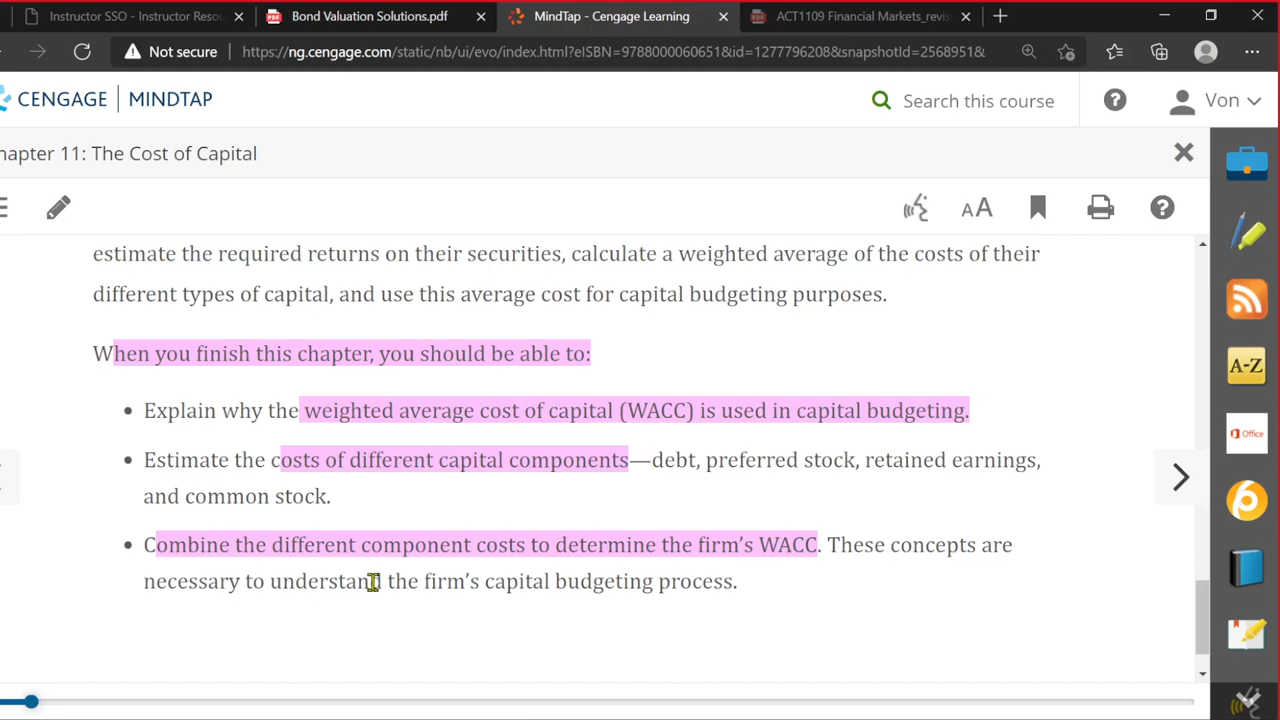 Instructor SSO - Instructor Resou
Bond Valuation Solutions.pdf
MindTap - Cengage Learning
ACT1109 Financial Markets_revis
Not secure
https://ng.cengage.com/static/nb/ui/evo/index.html?eISBN=9788000060651&id=1277796208&snapshotId=2568951&
CENGAGE | MINDTAP
Search this course
Von
hapter 11: The Cost of Capital
AA
estimate the required returns on their securities, calculate a weighted average of the costs of their
different types of capital, and use this average cost for capital budgeting purposes.
When you finish this chapter, you should be able to:
• Explain why the weighted average cost of capital (WACC) is used in capital budgeting.
• Estimate the costs of different capital components—debt, preferred stock, retained earnings,
and common stock.
• Combine the different component costs to determine the firm’s WACC. These concepts are
necessary to understand the firm’s capital budgeting process.
A-Z
Office